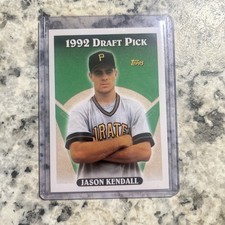 1992 DRAFT PICK
Topps
P
PIRATES
JASON KENDALL